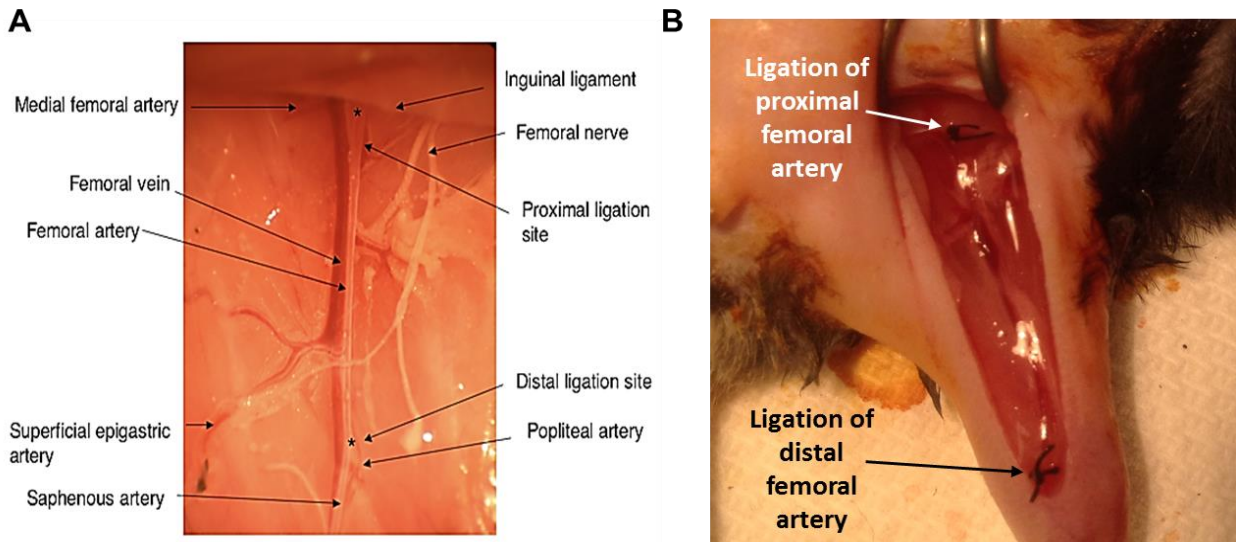 A
Medial femoral artery
Femoral vein
Femoral artery
Superficial epigastric
artery
Saphenous artery
Inguinal ligament
Femoral nerve
Proximal ligation
site
Distal ligation site
Popliteal artery
*
*
B
Ligation of
proximal
femoral
artery
Ligation of
distal
femoral
artery